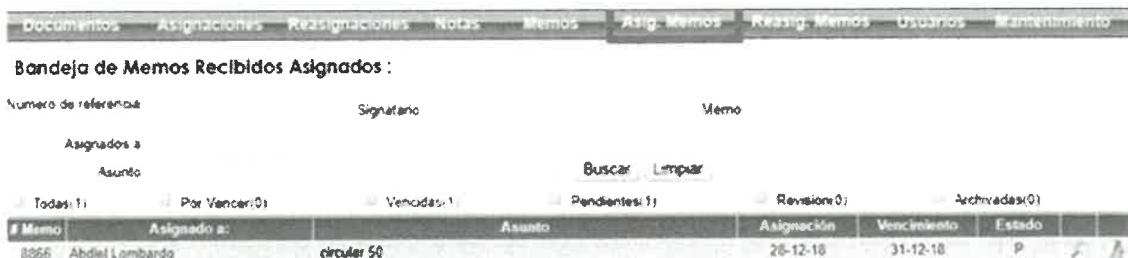 Documentos Asignaciones Reasignaciones Notas Memos Asig. Memos Reasig. Memos Usuarios Mantenimiento
Bandeja de Memos Recibidos Asignados :
Numero de referencia Signatario Memo
Asignados a
Asunto Buscar Limpiar
Todas(1) Por Vencer(0) Vencidas(1) Pendientes(1) Revision(0) Archivadas(0)
# Memo Asignado a: Asunto Asignación Vencimiento Estado
8866 Abdiel Lombardo circular 50 28-12-18 31-12-18 P